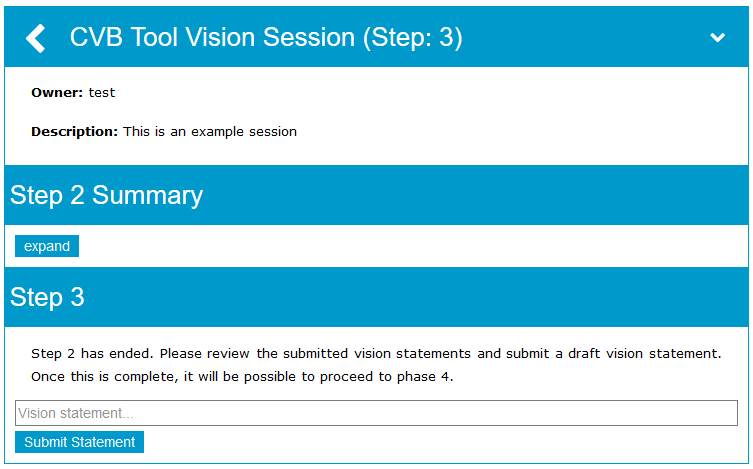 CVB Tool Vision Session (Step: 3)
Owner: test
Description: This is an example session
Step 2 Summary
expand
Step 3
Step 2 has ended. Please review the submitted vision statements and submit a draft vision statement.
Once this is complete, it will be possible to proceed to phase 4.
Vision statement...
Submit Statement